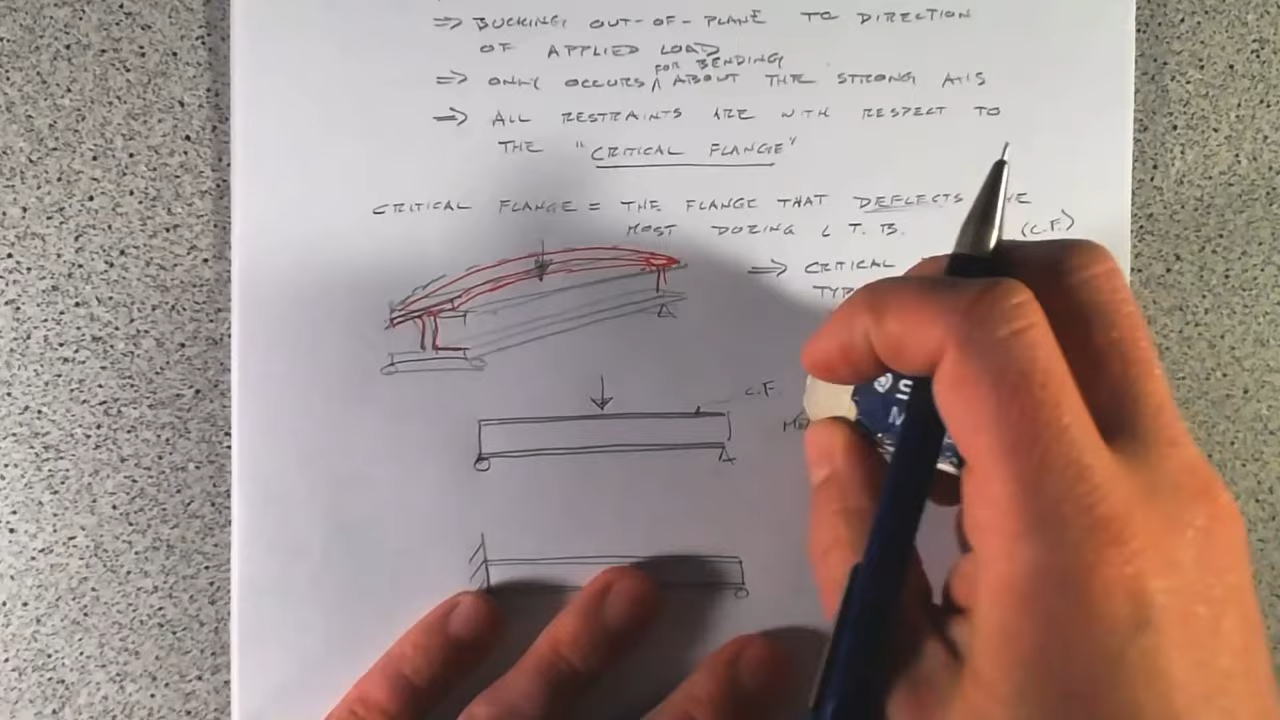 ⇒ BUCKING, OUT-OF-PLANE TO DIRECTION
OF APPLIED LOAD
FOR BENDING
⇒ ONLY OCCURS ^ ABOUT THE STRONG AXIS
⇒ ALL RESTRAINTS ARE WITH RESPECT TO
THE "CRITICAL FLANGE"
CRITICAL FLANGE = THE FLANGE THAT DEFLECTS
MOST DURING L.T.B. (C.F.)
⇒ CRITICAL
C.F.